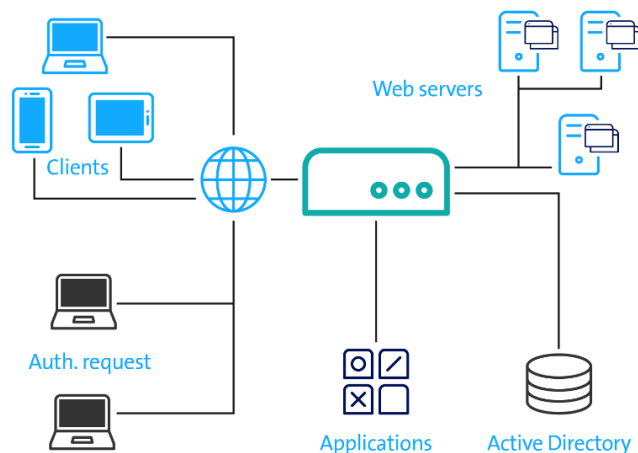 Web servers
Clients
Auth. request
Applications
Active Directory